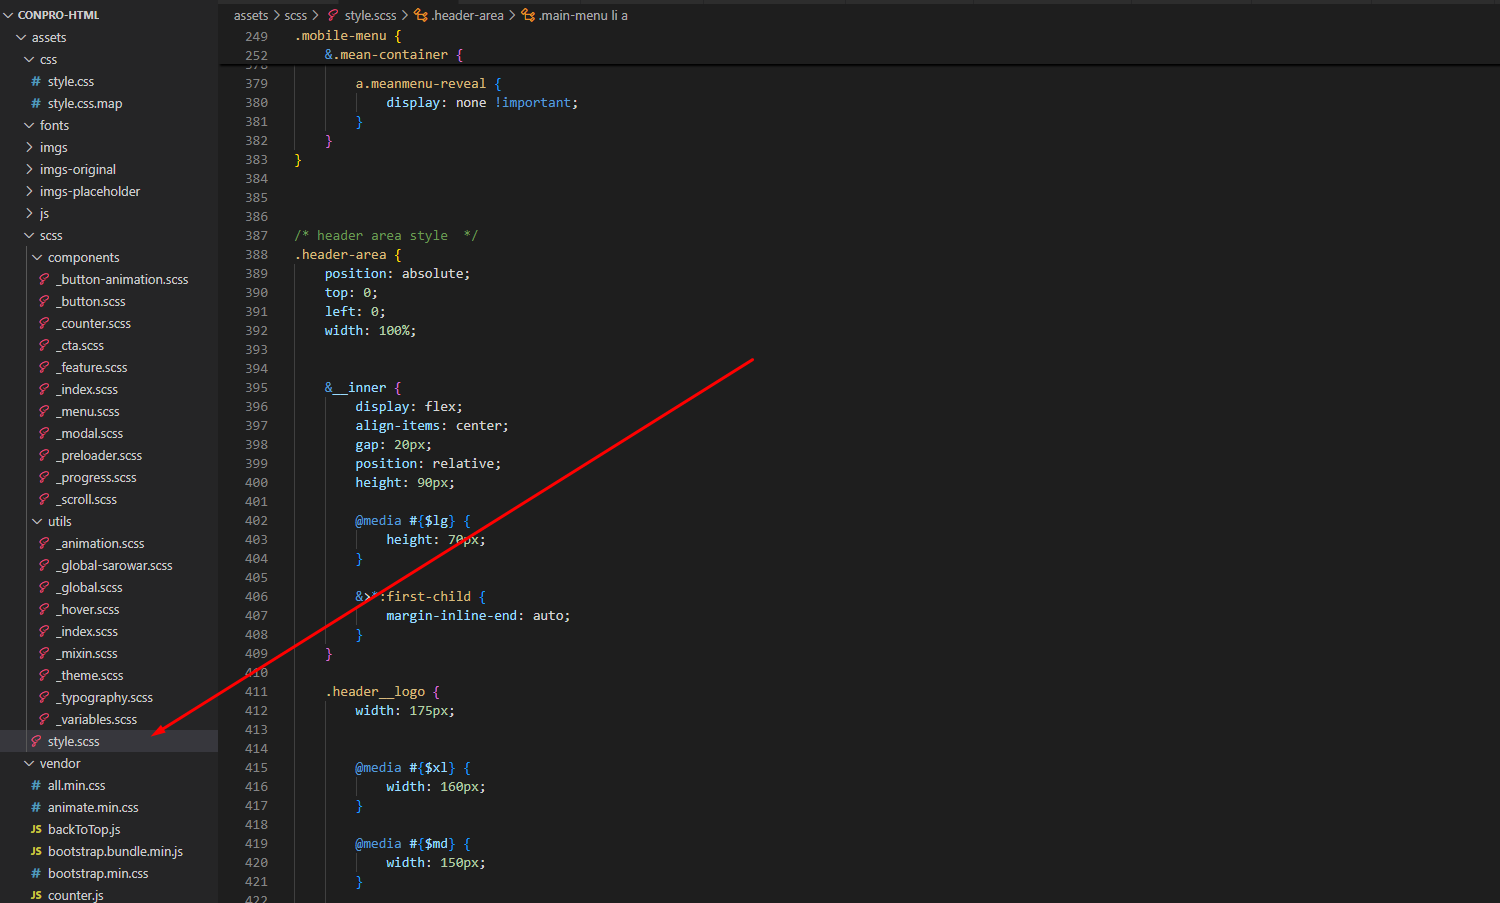 CONPRO-HTML
assets
css
# style.css
# style.css.map
fonts
imgs
imgs-original
imgs-placeholder
js
scss
components
_button-animation.scss
_button.scss
_counter.scss
_cta.scss
_feature.scss
_index.scss
_menu.scss
_modal.scss
_preloader.scss
_progress.scss
_scroll.scss
utils
_animation.scss
_global-sarowar.scss
_global.scss
_hover.scss
_index.scss
_mixin.scss
_theme.scss
_typography.scss
_variables.scss
style.scss
vendor
# all.min.css
# animate.min.css
JS backToTop.js
JS bootstrap.bundle.min.js
# bootstrap.min.css
JS counter.js
assets > scss > style.scss > .header-area > .main-menu li a
249 .mobile-menu {
252 &.mean-container {
378
379 a.meanmenu-reveal {
380 display: none !important;
381 }
382 }
383 }
384
385
386
387 /* header area style  */
388 .header-area {
389 position: absolute;
390 top: 0;
391 left: 0;
392 width: 100%;
393
394
395 &__inner {
396 display: flex;
397 align-items: center;
398 gap: 20px;
399 position: relative;
400 height: 90px;
401
402 @media #{$lg} {
403 height: 70px;
404 }
405
406 &>*:first-child {
407 margin-inline-end: auto;
408 }
409 }
410
411 .header__logo {
412 width: 175px;
413
414
415 @media #{$xl} {
416 width: 160px;
417 }
418
419 @media #{$md} {
420 width: 150px;
421 }
422